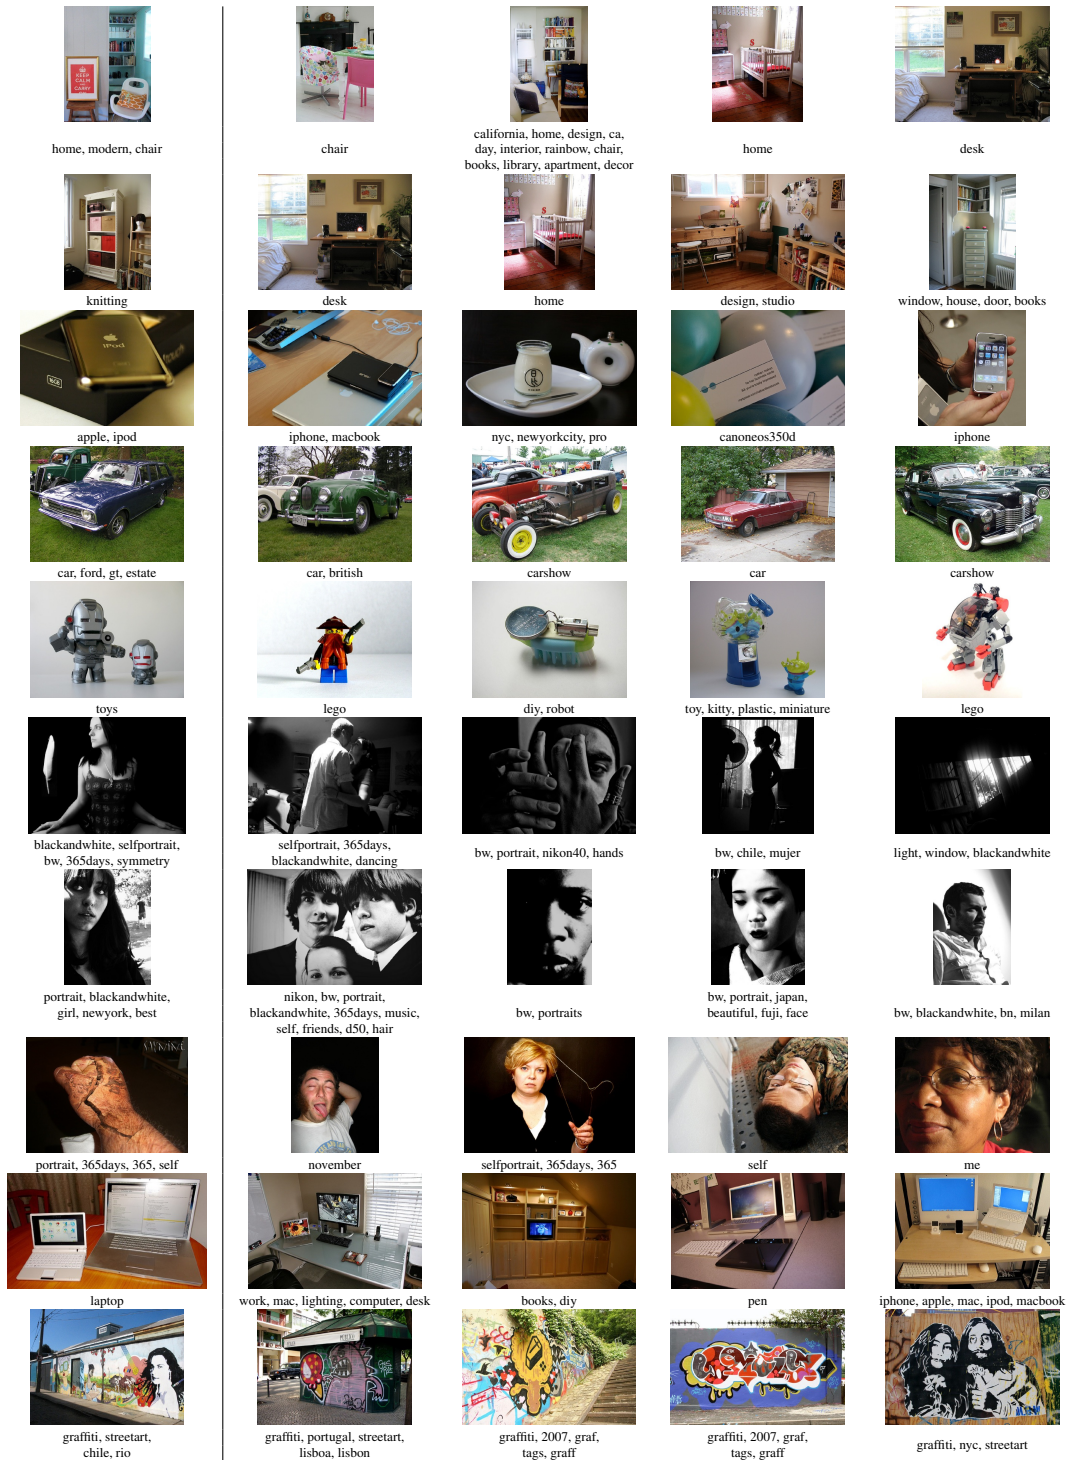 KEEP
CALM
AND
CARRY
home, modern, chair
chair
california, home, design, ca,
day, interior, rainbow, chair,
books, library, apartment, decor
home
desk
knitting
desk
home
design, studio
window, house, door, books
iPod
16GB
apple, ipod
iphone, macbook
nyc, newyorkcity, pro
canoneos350d
iphone
car, ford, gt, estate
car, british
carshow
car
carshow
toys
lego
diy, robot
toy, kitty, plastic, miniature
lego
blackandwhite, selfportrait,
bw, 365days, symmetry
selfportrait, 365days,
blackandwhite, dancing
bw, portrait, nikon40, hands
bw, chile, mujer
light, window, blackandwhite
portrait, blackandwhite,
girl, newyork, best
nikon, bw, portrait,
blackandwhite, 365days, music,
self, friends, d50, hair
bw, portraits
bw, portrait, japan,
beautiful, fuji, face
bw, blackandwhite, bn, milan
portrait, 365days, 365, self
november
selfportrait, 365days, 365
self
me
laptop
work, mac, lighting, computer, desk
books, diy
pen
iphone, apple, mac, ipod, macbook
graffiti, streetart,
chile, rio
graffiti, portugal, streetart,
lisboa, lisbon
graffiti, 2007, graf,
tags, graff
graffiti, 2007, graf,
tags, graff
graffiti, nyc, streetart